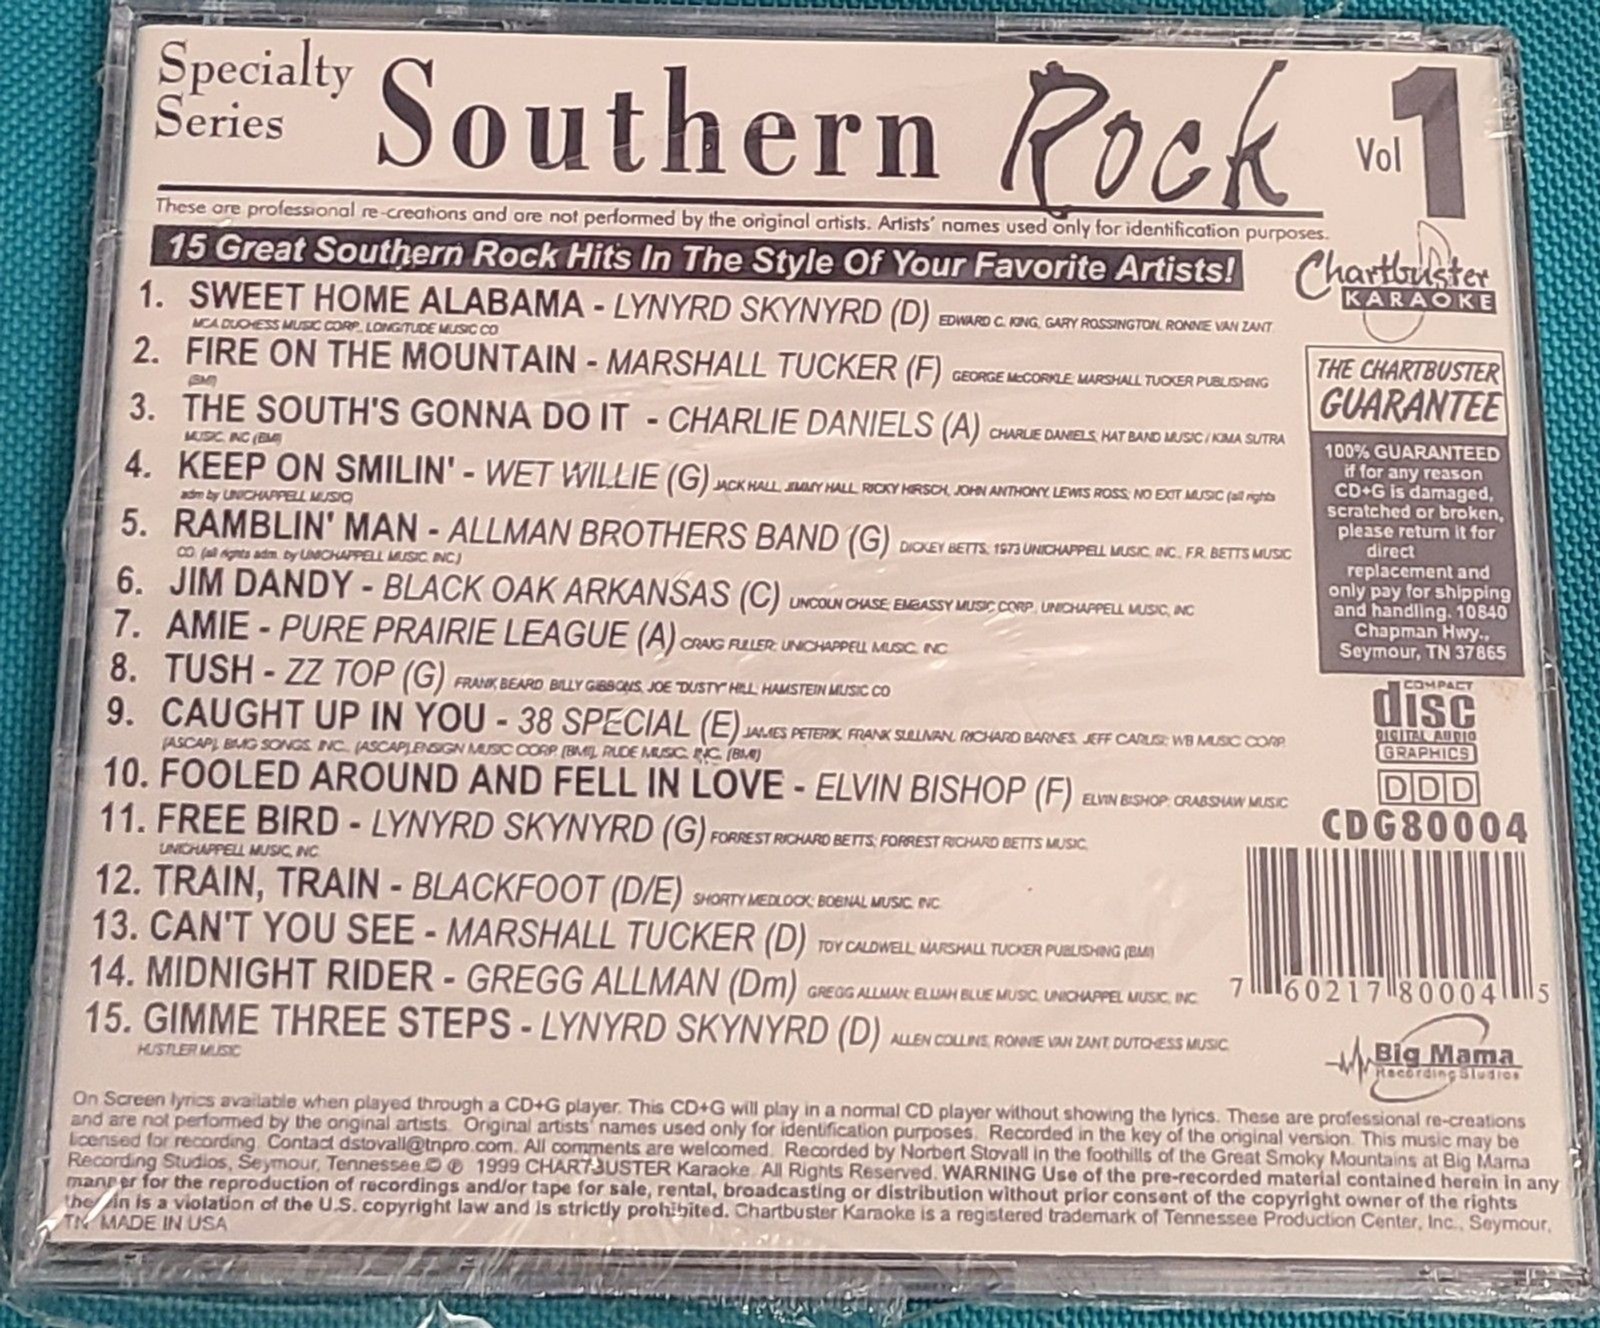 Specialty
Series
Southern Rock
Vol 1
These are professional re-creations and are not performed by the original artists. Artists' names used only for identification purposes.
15 Great Southern Rock Hits In The Style Of Your Favorite Artists!
1. SWEET HOME ALABAMA - LYNYRD SKYNYRD (D) EDWARD C. KING, GARY ROSSINGTON, RONNIE VAN ZANT
MCA DUCHESS MUSIC CORP., LONGITUDE MUSIC CO
2. FIRE ON THE MOUNTAIN - MARSHALL TUCKER (F) GEORGE McCORKLE; MARSHALL TUCKER PUBLISHING
(BMI)
3. THE SOUTH'S GONNA DO IT - CHARLIE DANIELS (A) CHARLIE DANIELS, HAT BAND MUSIC / KIMA SUTRA
MUSIC, INC (BMI)
4. KEEP ON SMILIN' - WET WILLIE (G) JACK HALL, JIMMY HALL, RICKY HIRSCH, JOHN ANTHONY, LEWIS ROSS; NO EXIT MUSIC (all rights
adm by UNICHAPPELL MUSIC)
5. RAMBLIN' MAN - ALLMAN BROTHERS BAND (G) DICKEY BETTS; 1973 UNICHAPPELL MUSIC, INC., F.R. BETTS MUSIC
CO. (all rights adm. by UNICHAPPELL MUSIC, INC.)
6. JIM DANDY - BLACK OAK ARKANSAS (C) LINCOLN CHASE; EMBASSY MUSIC CORP., UNICHAPPELL MUSIC, INC
7. AMIE - PURE PRAIRIE LEAGUE (A) CRAIG FULLER; UNICHAPPELL MUSIC, INC
8. TUSH - ZZ TOP (G) FRANK BEARD, BILLY GIBBONS, JOE "DUSTY" HILL; HAMSTEIN MUSIC CO
9. CAUGHT UP IN YOU - 38 SPECIAL (E) JAMES PETERIK, FRANK SULLIVAN, RICHARD BARNES, JEFF CARLISI; WB MUSIC CORP.
(ASCAP), BMG SONGS, INC., (ASCAP),ENSIGN MUSIC CORP. (BMI), RUDE MUSIC, INC. (BMI)
10. FOOLED AROUND AND FELL IN LOVE - ELVIN BISHOP (F) ELVIN BISHOP; CRABSHAW MUSIC
11. FREE BIRD - LYNYRD SKYNYRD (G) FORREST RICHARD BETTS; FORREST RICHARD BETTS MUSIC,
UNICHAPPELL MUSIC, INC.
12. TRAIN, TRAIN - BLACKFOOT (D/E) SHORTY MEDLOCK; BOBNAL MUSIC, INC.
13. CAN'T YOU SEE - MARSHALL TUCKER (D) TOY CALDWELL, MARSHALL TUCKER PUBLISHING (BMI)
14. MIDNIGHT RIDER - GREGG ALLMAN (Dm) GREGG ALLMAN; ELIJAH BLUE MUSIC, UNICHAPPEL MUSIC, INC.
15. GIMME THREE STEPS - LYNYRD SKYNYRD (D) ALLEN COLLINS, RONNIE VAN ZANT, DUTCHESS MUSIC,
HUSTLER MUSIC
Chartbuster
KARAOKE
THE CHARTBUSTER
GUARANTEE
100% GUARANTEED
if for any reason
CD+G is damaged,
scratched or broken,
please return it for
direct
replacement and
only pay for shipping
and handling. 10840
Chapman Hwy.,
Seymour, TN 37865
COMPACT
disc
DIGITAL AUDIO
GRAPHICS
DDD
CDG80004
7 60217 80004 5
Big Mama
Recording Studios
On Screen lyrics available when played through a CD+G player. This CD+G will play in a normal CD player without showing the lyrics. These are professional re-creations
and are not performed by the original artists. Original artists' names used only for identification purposes. Recorded in the key of the original version. This music may be
licensed for recording. Contact dstovall@tnpro.com. All comments are welcomed. Recorded by Norbert Stovall in the foothills of the Great Smoky Mountains at Big Mama
Recording Studios, Seymour, Tennessee.© ℗ 1999 CHARTBUSTER Karaoke. All Rights Reserved. WARNING Use of the pre-recorded material contained herein in any
manner for the reproduction of recordings and/or tape for sale, rental, broadcasting or distribution without prior consent of the copyright owner of the rights
therein is a violation of the U.S. copyright law and is strictly prohibited. Chartbuster Karaoke is a registered trademark of Tennessee Production Center, Inc., Seymour,
TN. MADE IN USA